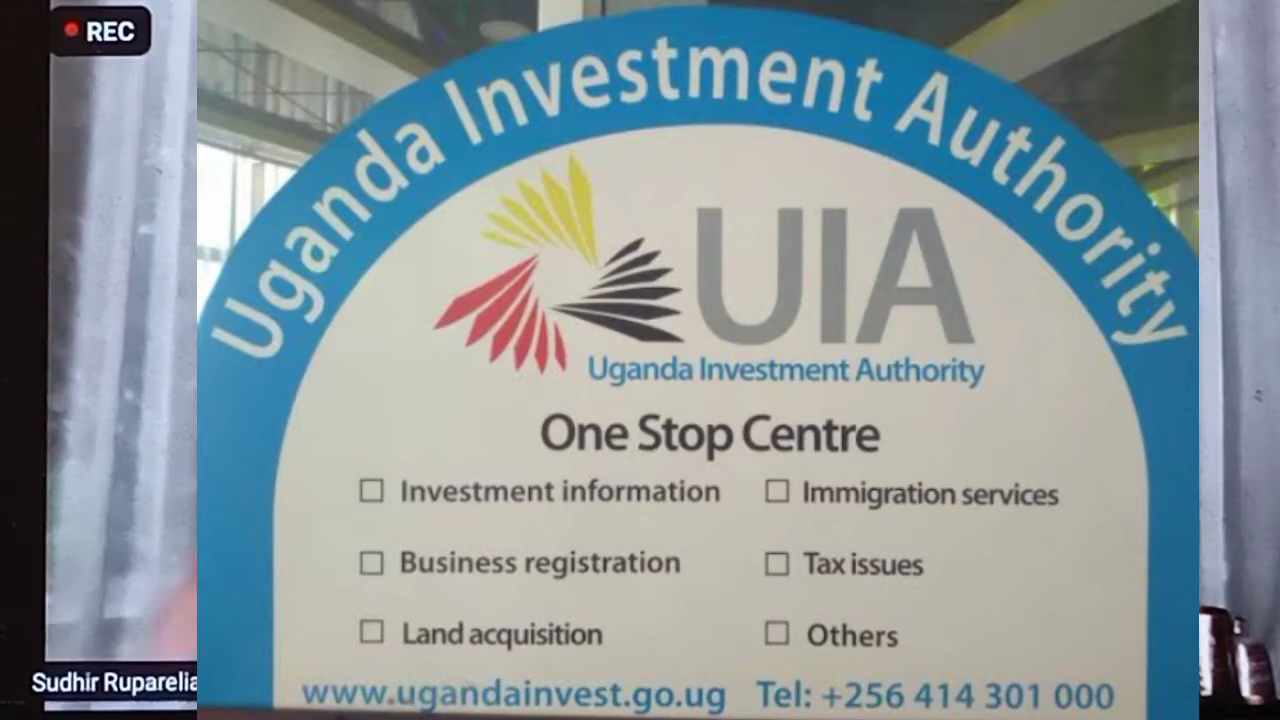 REC
Uganda Investment Authority
UIA
Uganda Investment Authority
One Stop Centre
☐ Investment information ☐ Immigration services
☐ Business registration ☐ Tax issues
☐ Land acquisition ☐ Others
www.ugandainvest.go.ug Tel: +256 414 301 000
Sudhir Ruparelia